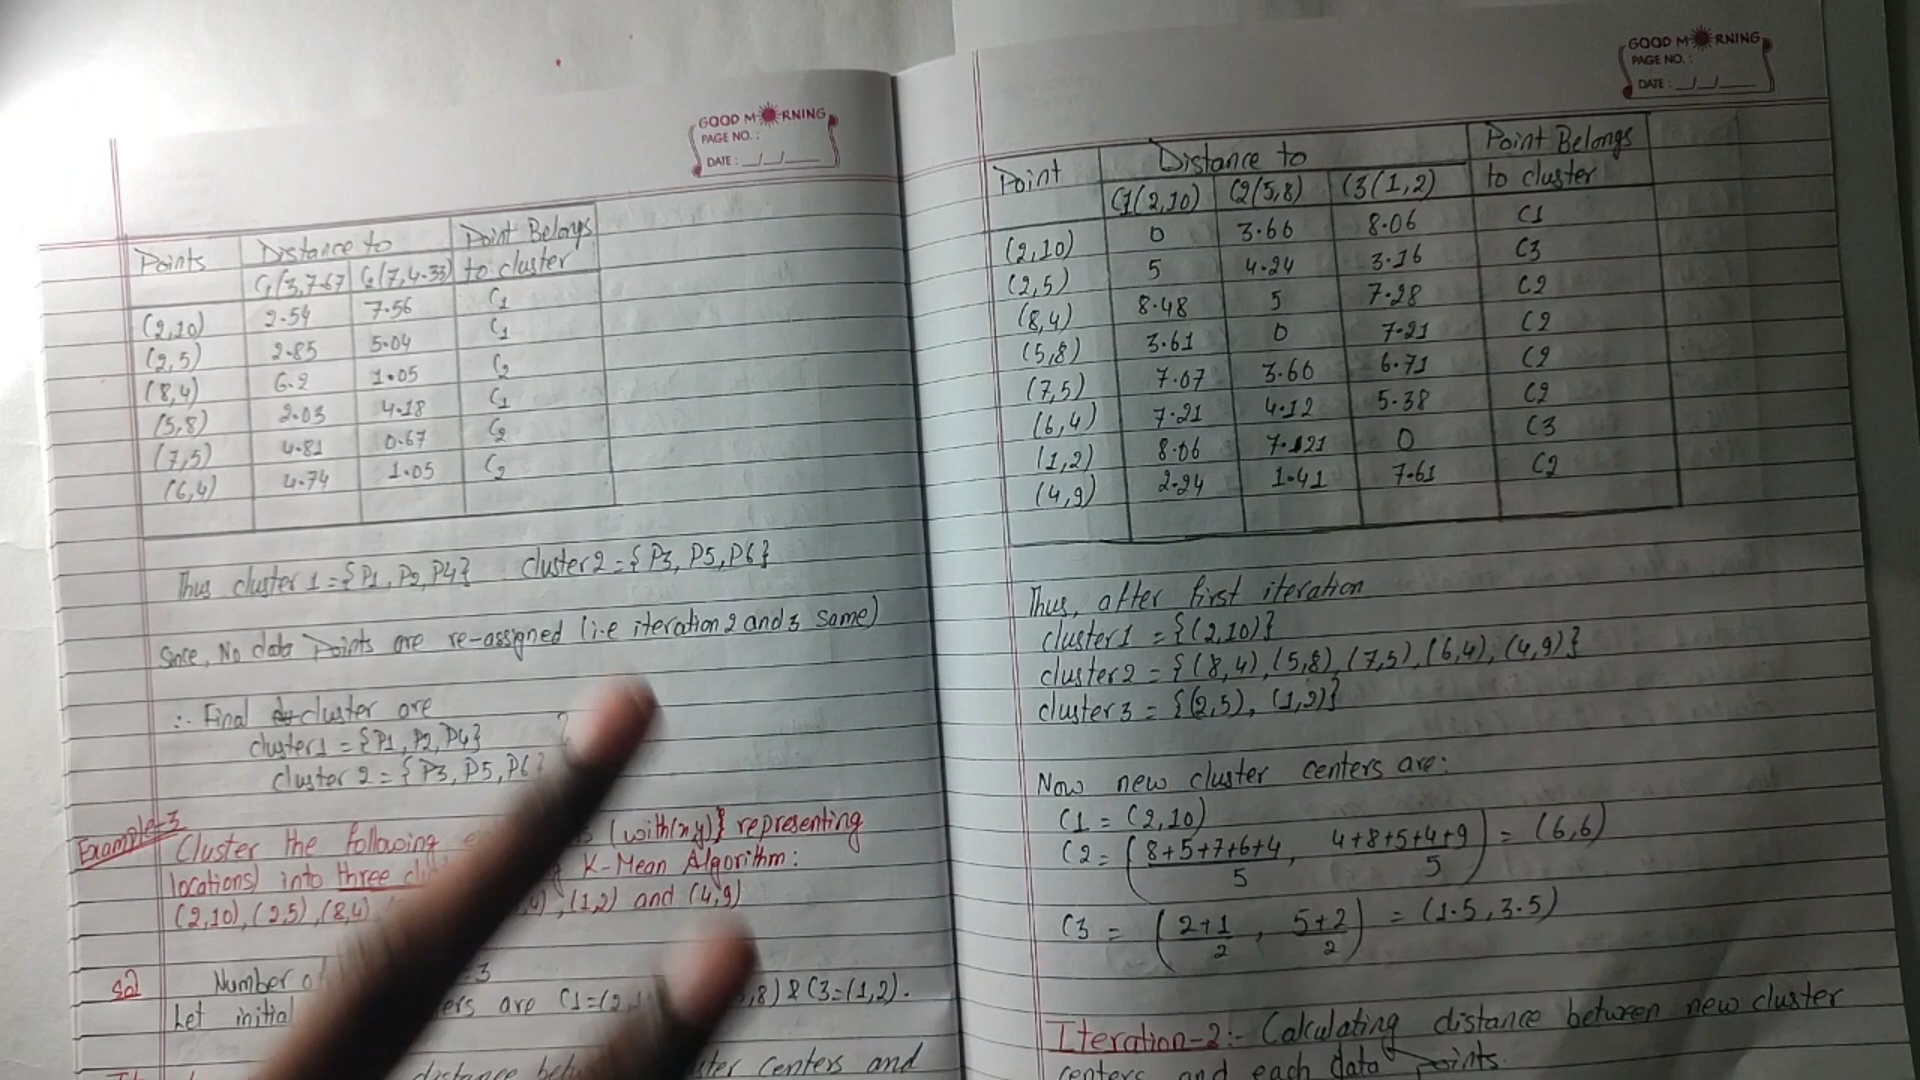 GOOD MORNING
PAGE NO. :
DATE : __/__/____
Points Distance to Point Belongs
C1(3,7.67) C2(7,4.33) to cluster
(2,10) 2.54 7.56 C1
(2,5) 2.85 5.04 C1
(8,4) 6.2 1.05 C2
(5,8) 2.03 4.18 C1
(7,5) 4.81 0.67 C2
(6,4) 4.74 1.05 C2
Thus cluster 1 = {P1, P2, P4} cluster 2 = {P3, P5, P6}
Since, No data Points are re-assigned (i.e iteration 2 and 3 same)
∴ Final cluster are
cluster1 = {P1, P2, P4}
cluster 2 = {P3, P5, P6
Example-3
Cluster the following (with(x,y)} representing
locations) into three K-Mean Algorithm:
(2,10), (2,5), (8,4) ,(1,2) and (4,9)
Sol Number of 3
Let initial are C1=(2,1 ,8) & C3=(1,2).
distance centers and
GOOD MORNING
PAGE NO. :
DATE : __/__/____
Point Distance to Point Belongs
C1(2,10) C2(5,8) C3(1,2) to cluster
(2,10) 0 3.66 8.06 C1
(2,5) 5 4.24 3.16 C3
(8,4) 8.48 5 7.28 C2
(5,8) 3.61 0 7.21 C2
(7,5) 7.07 3.60 6.71 C2
(6,4) 7.21 4.12 5.38 C2
(1,2) 8.06 7.121 0 C3
(4,9) 2.24 1.41 7.61 C2
Thus, after first iteration
cluster1 = {(2,10)}
cluster2 = {(8,4), (5,8), (7,5), (6,4), (4,9)}
cluster3 = {(2,5), (1,2)}
Now new cluster centers are:
C1 = (2,10)
C2 = (8+5+7+6+4/5, 4+8+5+4+9/5) = (6,6)
C3 = (2+1/2, 5+2/2) = (1.5, 3.5)
Iteration-2:- Calculating distance between new cluster
centers and each data points.